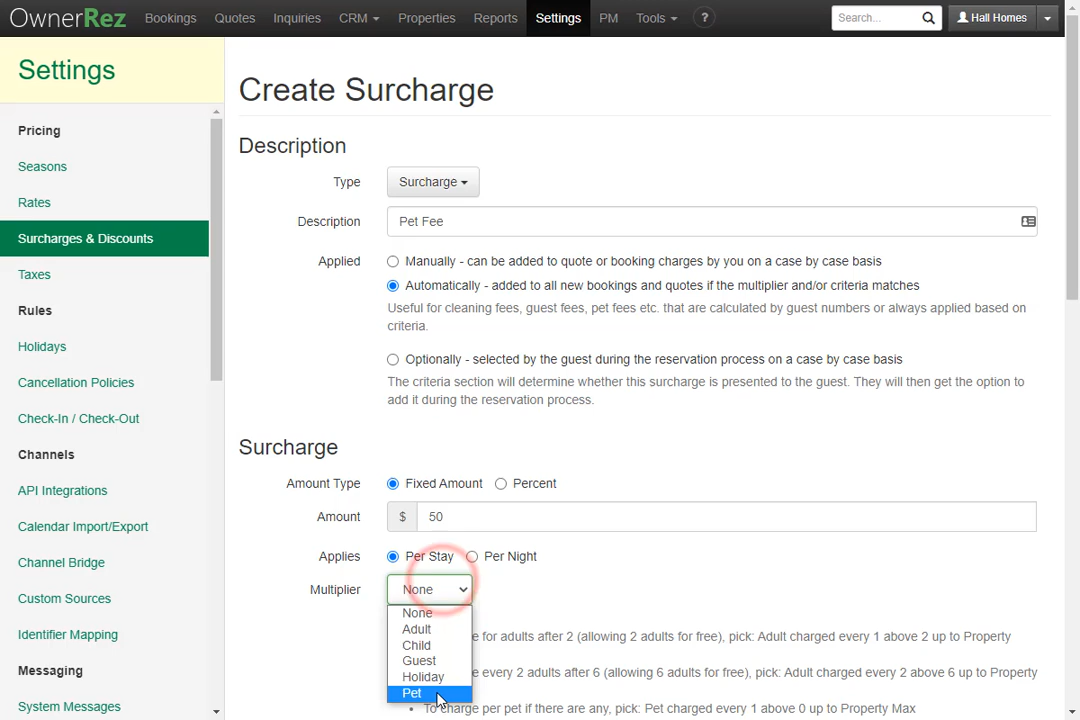 OwnerRez Bookings Quotes Inquiries CRM Properties Reports Settings PM Tools ? Search... Hall Homes
Settings
Pricing
Seasons
Rates
Surcharges & Discounts
Taxes
Rules
Holidays
Cancellation Policies
Check-In / Check-Out
Channels
API Integrations
Calendar Import/Export
Channel Bridge
Custom Sources
Identifier Mapping
Messaging
System Messages
Create Surcharge
Description
Type Surcharge
Description Pet Fee
Applied Manually - can be added to quote or booking charges by you on a case by case basis
Automatically - added to all new bookings and quotes if the multiplier and/or criteria matches
Useful for cleaning fees, guest fees, pet fees etc. that are calculated by guest numbers or always applied based on
criteria.
Optionally - selected by the guest during the reservation process on a case by case basis
The criteria section will determine whether this surcharge is presented to the guest. They will then get the option to
add it during the reservation process.
Surcharge
Amount Type Fixed Amount Percent
Amount $ 50
Applies Per Stay Per Night
Multiplier None
None
Adult
Child
Guest
Holiday
Pet
e for adults after 2 (allowing 2 adults for free), pick: Adult charged every 1 above 2 up to Property
e every 2 adults after 6 (allowing 6 adults for free), pick: Adult charged every 2 above 6 up to Property
To charge per pet if there are any, pick: Pet charged every 1 above 0 up to Property Max